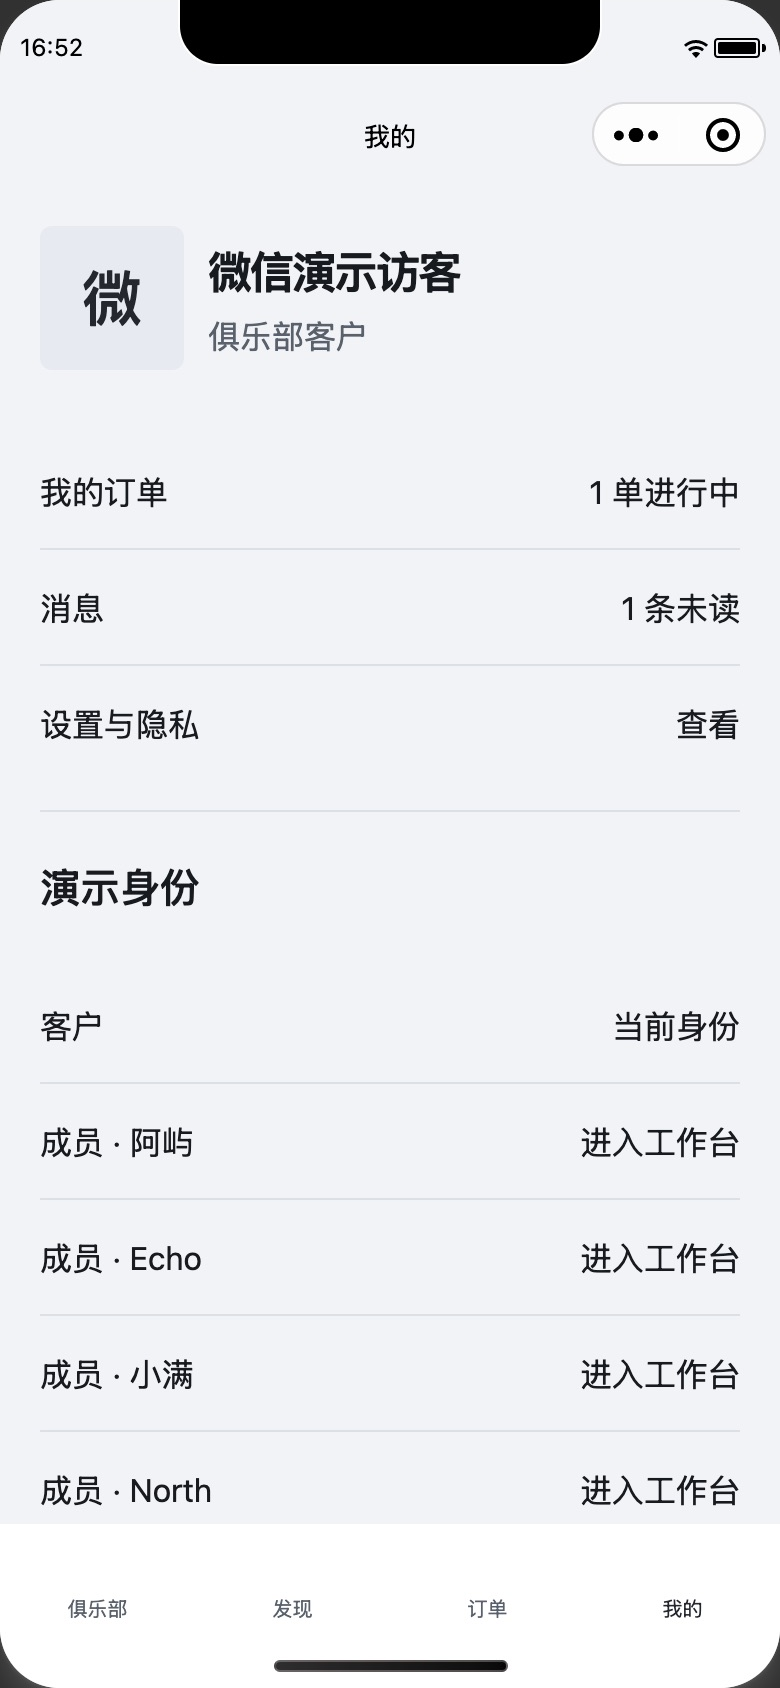 16:52
我的
微
微信演示访客
俱乐部客户
我的订单 1 单进行中
消息 1 条未读
设置与隐私 查看
演示身份
客户 当前身份
成员 · 阿屿 进入工作台
成员 · Echo 进入工作台
成员 · 小满 进入工作台
成员 · North 进入工作台
俱乐部 发现 订单 我的